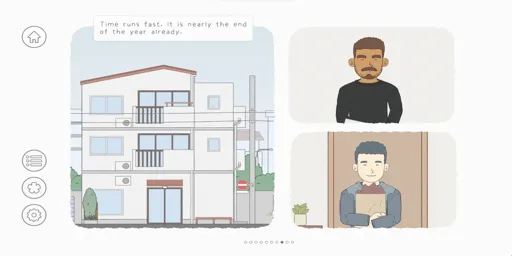 Time runs fast. It is nearly the end
of the year already.